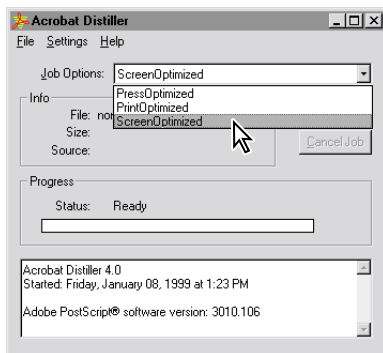 Acrobat Distiller
File Settings Help
Job Options: ScreenOptimized
PressOptimized
PrintOptimized
ScreenOptimized
Info
File:
Size:
Source:
Cancel Job
Progress
Status: Ready
Acrobat Distiller 4.0
Started: Friday, January 08, 1999 at 1:23 PM
Adobe PostScript® software version: 3010.106